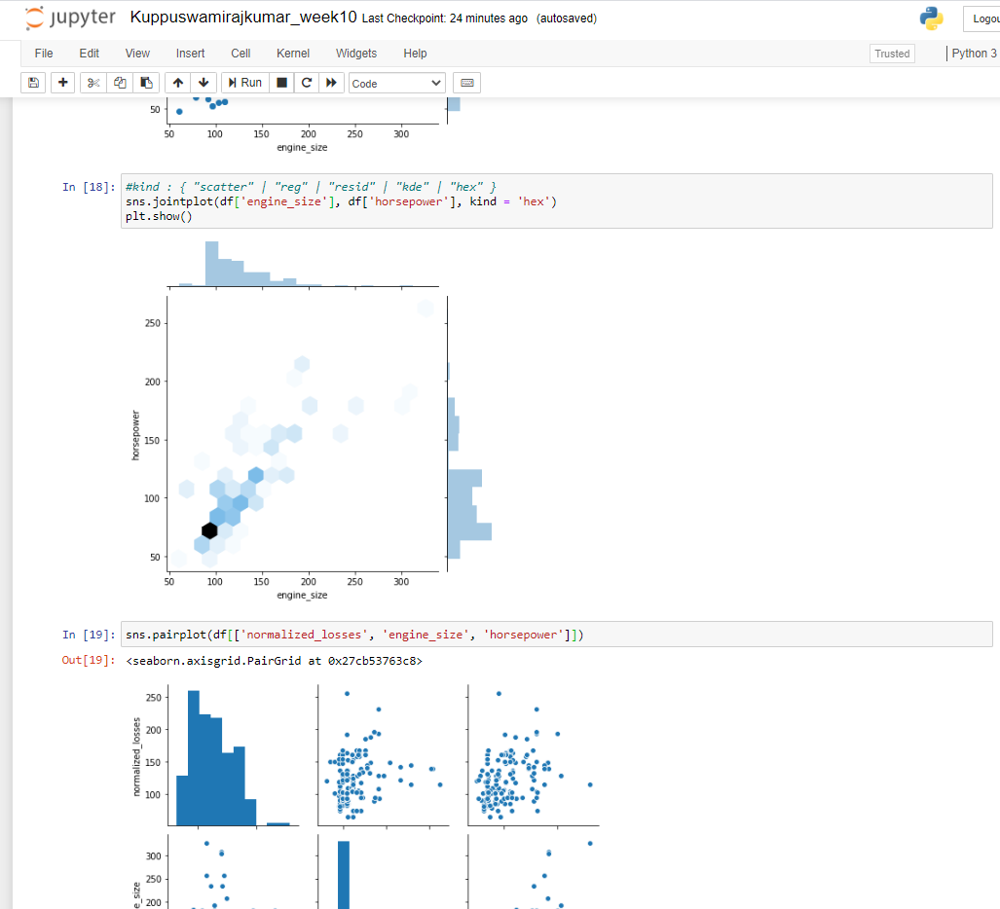 jupyter Kuppuswamirajkumar_week10 Last Checkpoint: 24 minutes ago (autosaved)
Logou
File Edit View Insert Cell Kernel Widgets Help
Trusted
Python 3
Run
Code
50
50 100 150 200 250 300
engine_size
In [18]: #kind : { "scatter" | "reg" | "resid" | "kde" | "hex" }
sns.jointplot(df['engine_size'], df['horsepower'], kind = 'hex')
plt.show()
250
200
horsepower
150
100
50
50 100 150 200 250 300
engine_size
In [19]: sns.pairplot(df[['normalized_losses', 'engine_size', 'horsepower']])
Out[19]: <seaborn.axisgrid.PairGrid at 0x27cb53763c8>
250
200
normalized_losses
150
100
300
250
e_size
200